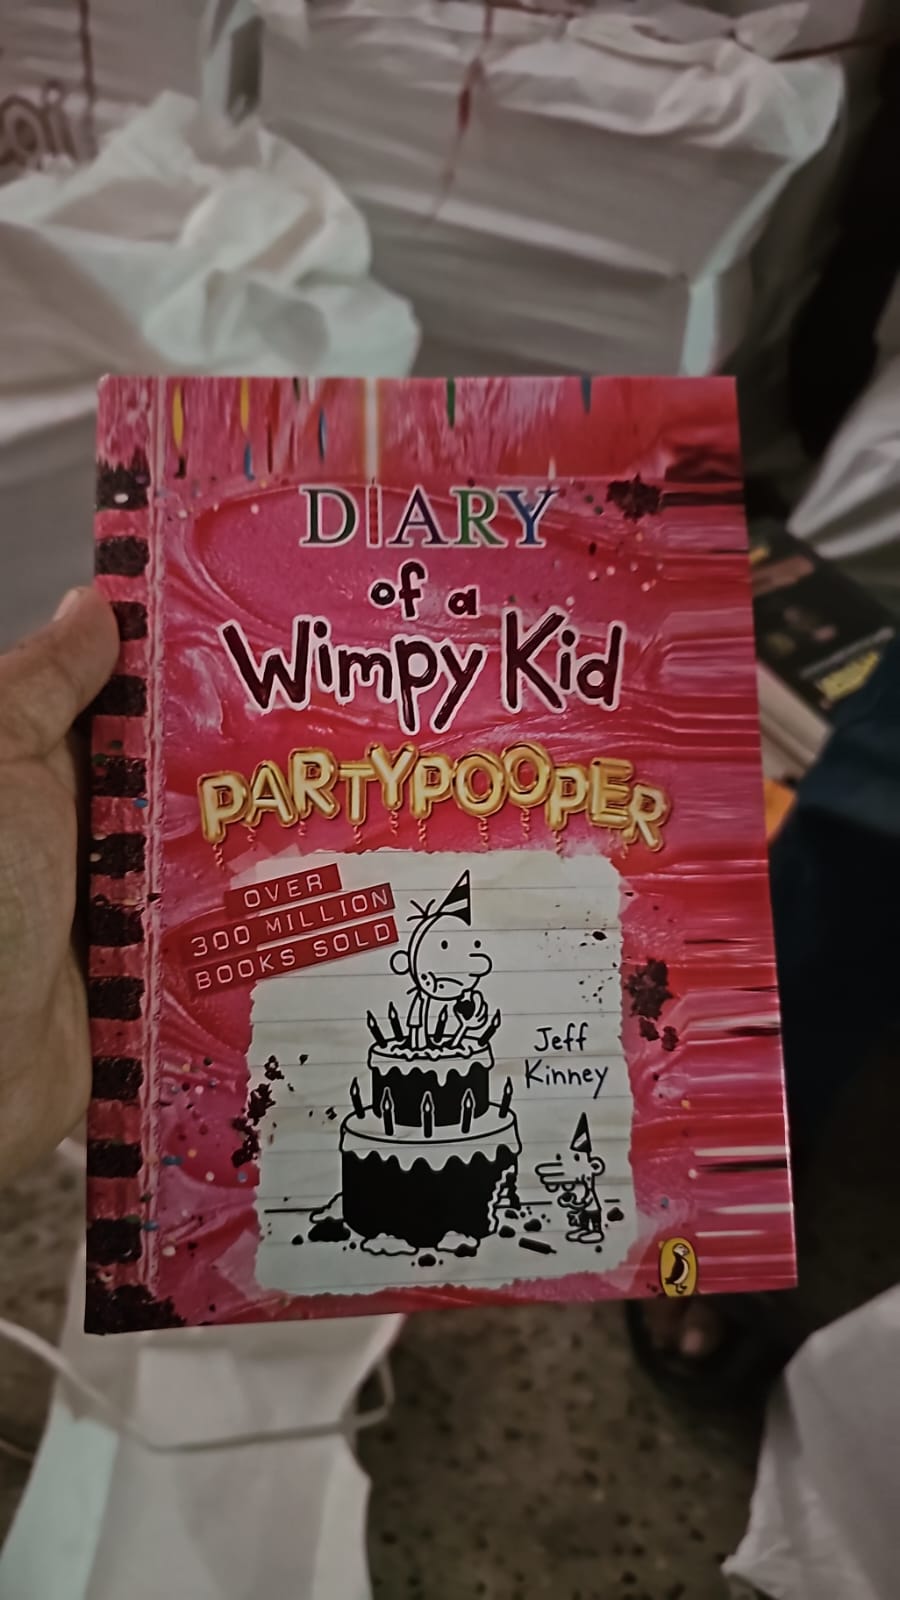 DIARY
of a
Wimpy Kid
PARTYPOOPER
OVER
300 MILLION
BOOKS SOLD
Jeff
Kinney